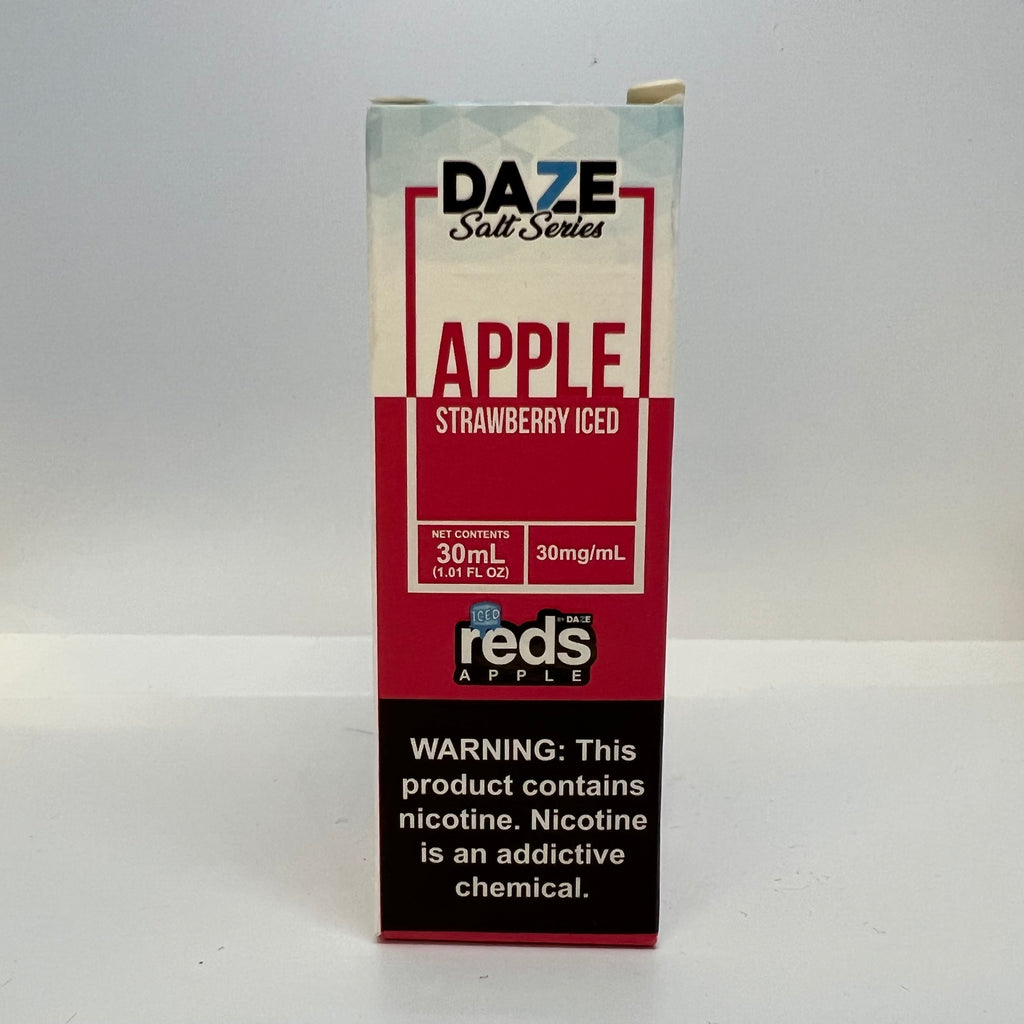 DAZE
Salt Series
APPLE
STRAWBERRY ICED
NET CONTENTS
30mL
(1.01 FL OZ)
30mg/mL
ICED
BY DAZE
reds
APPLE
WARNING: This
product contains
nicotine. Nicotine
is an addictive
chemical.